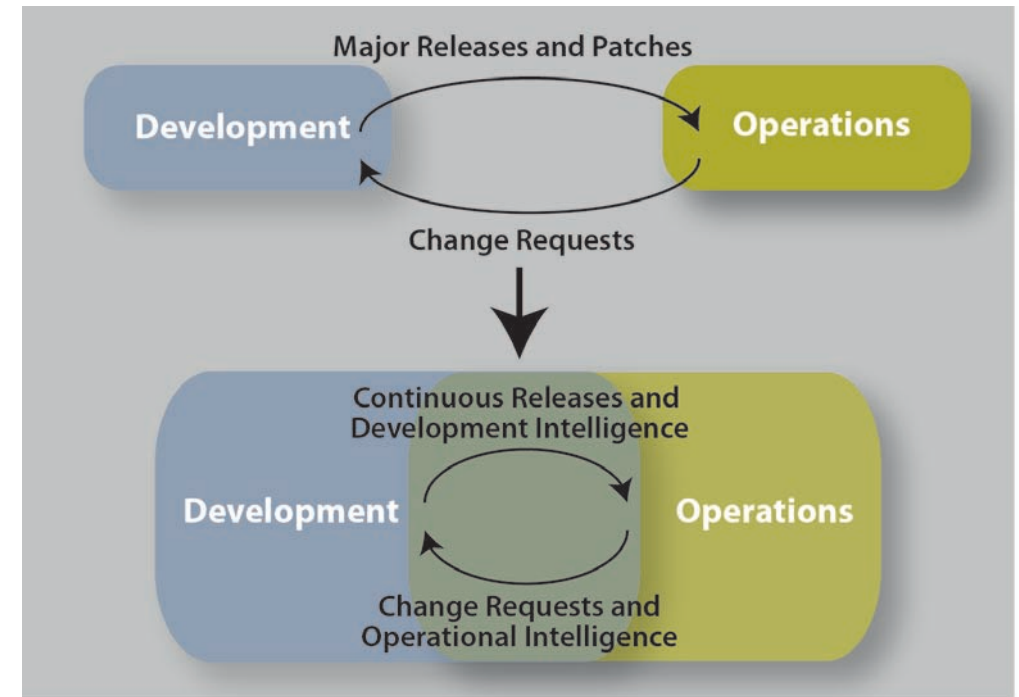 Major Releases and Patches
Development
Operations
Change Requests
Continuous Releases and
Development Intelligence
Development
Operations
Change Requests and
Operational Intelligence